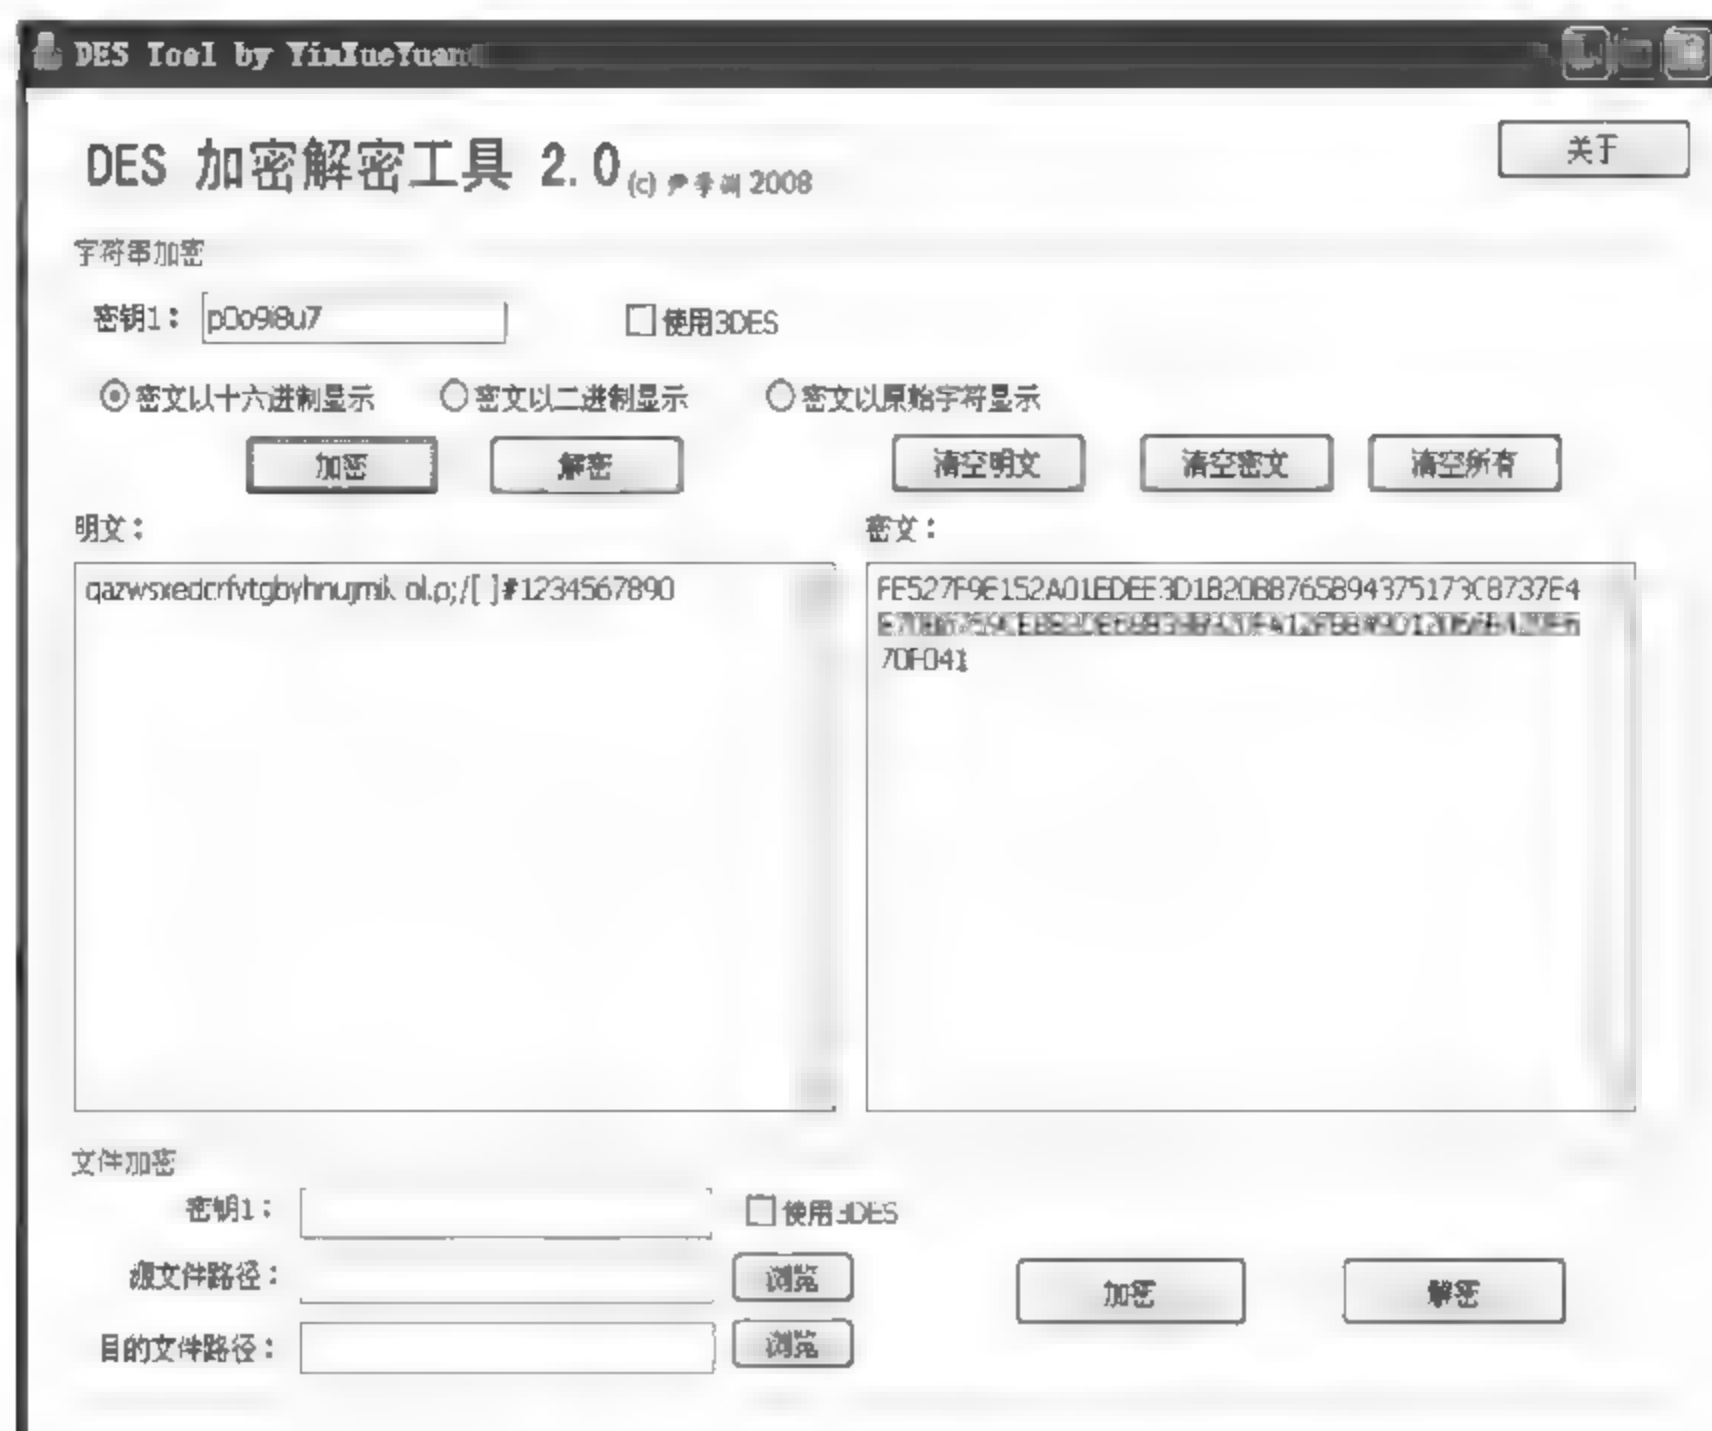 DES Tool by YinXueYuan
DES 加密解密工具 2.0 (c) 2008
关于
字符串加密
密钥1： p0o9i8u7 使用3DES
密文以十六进制显示 密文以二进制显示 密文以原始字符显示
加密 解密 清空明文 清空密文 清空所有
明文： 密文：
qazwsxedcrfvtgbyhnujmik ol.p;/[ ]#1234567890
70F041
文件加密
密钥1： 使用3DES
源文件路径： 浏览
加密 解密
目的文件路径： 浏览